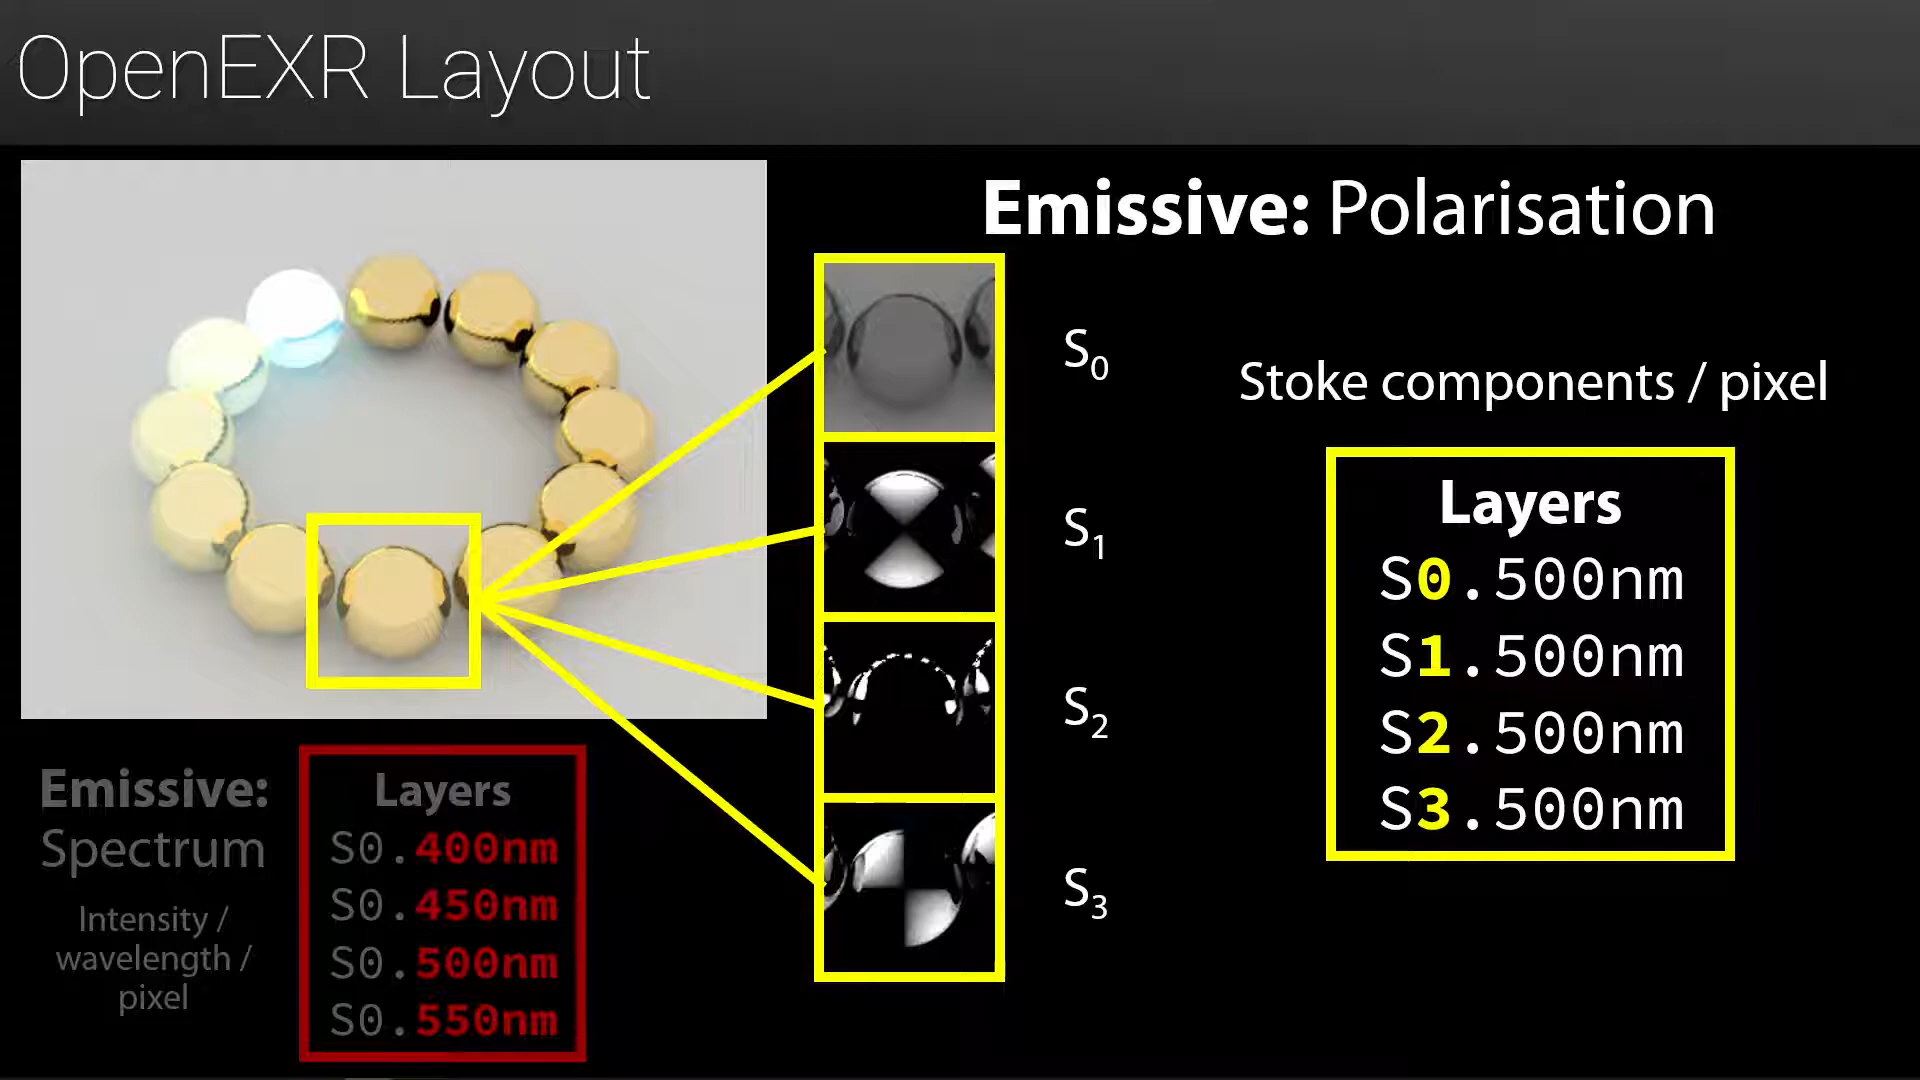 OpenEXR Layout
Emissive: Polarisation
S0
S1
S2
S3
Stoke components / pixel
Layers
S0.500nm
S1.500nm
S2.500nm
S3.500nm
Emissive:
Spectrum
Intensity /
wavelength /
pixel
Layers
S0.400nm
S0.450nm
S0.500nm
S0.550nm